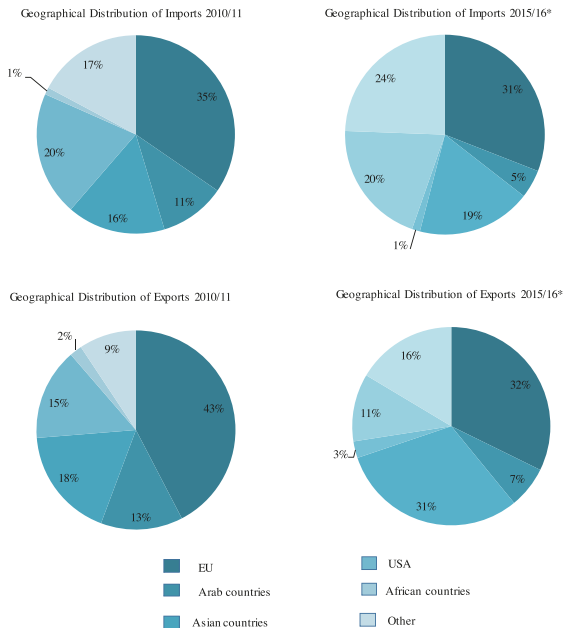 Geographical Distribution of Imports 2010/11
17%
1%
35%
20%
11%
16%
Geographical Distribution of Imports 2015/16*
24%
31%
5%
20%
19%
1%
Geographical Distribution of Exports 2010/11
2%
9%
15%
43%
18%
13%
Geographical Distribution of Exports 2015/16*
16%
32%
11%
3%
7%
31%
EU
Arab countries
Asian countries
USA
African countries
Other